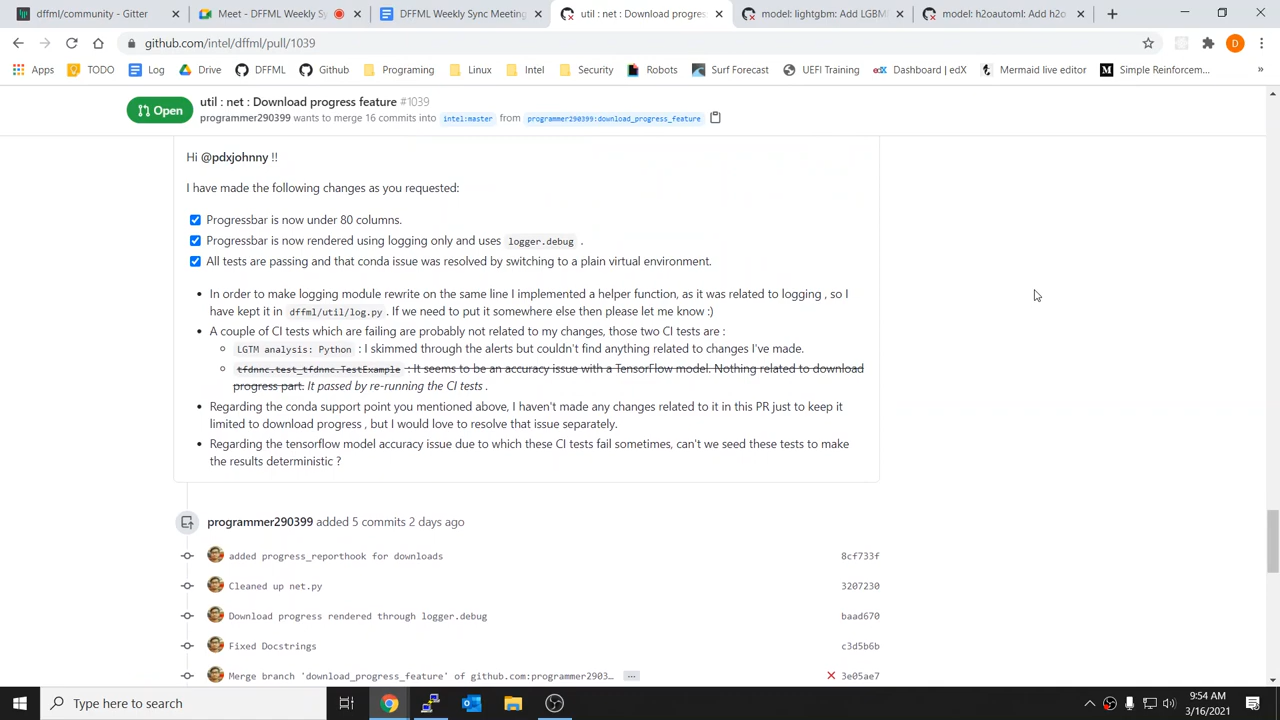 dffml/community - Gitter
Meet - DFFML Weekly Sy
DFFML Weekly Sync Meeting
util : net : Download progres
model: lightgbm: Add LGBM
model: h2oautoml: Add h2o
github.com/intel/dffml/pull/1039
D
Apps
TODO
Log
Drive
DFFML
Github
Programing
Linux
Intel
Security
Robots
Surf Forecast
UEFI Training
edX Dashboard | edX
Mermaid live editor
Simple Reinforcem...
»
Open
util : net : Download progress feature #1039
programmer290399 wants to merge 16 commits into intel:master from programmer290399:download_progress_feature
Hi @pdxjohnny !!
I have made the following changes as you requested:
Progressbar is now under 80 columns.
Progressbar is now rendered using logging only and uses logger.debug .
All tests are passing and that conda issue was resolved by switching to a plain virtual environment.
• In order to make logging module rewrite on the same line I implemented a helper function, as it was related to logging , so I
have kept it in dffml/util/log.py . If we need to put it somewhere else then please let me know :)
• A couple of CI tests which are failing are probably not related to my changes, those two CI tests are :
LGTM analysis: Python : I skimmed through the alerts but couldn't find anything related to changes I've made.
tfdnnc.test_tfdnnc.TestExample : It seems to be an accuracy issue with a TensorFlow model. Nothing related to download
progress part. It passed by re-running the CI tests .
• Regarding the conda support point you mentioned above, I haven't made any changes related to it in this PR just to keep it
limited to download progress , but I would love to resolve that issue separately.
• Regarding the tensorflow model accuracy issue due to which these CI tests fail sometimes, can't we seed these tests to make
the results deterministic ?
programmer290399 added 5 commits 2 days ago
added progress_reporthook for downloads 8cf733f
Cleaned up net.py 3207230
Download progress rendered through logger.debug baad670
Fixed Docstrings c3d5b6b
Merge branch 'download_progress_feature' of github.com:programmer2903… ... 3e05ae7
Type here to search
9:54 AM
3/16/2021